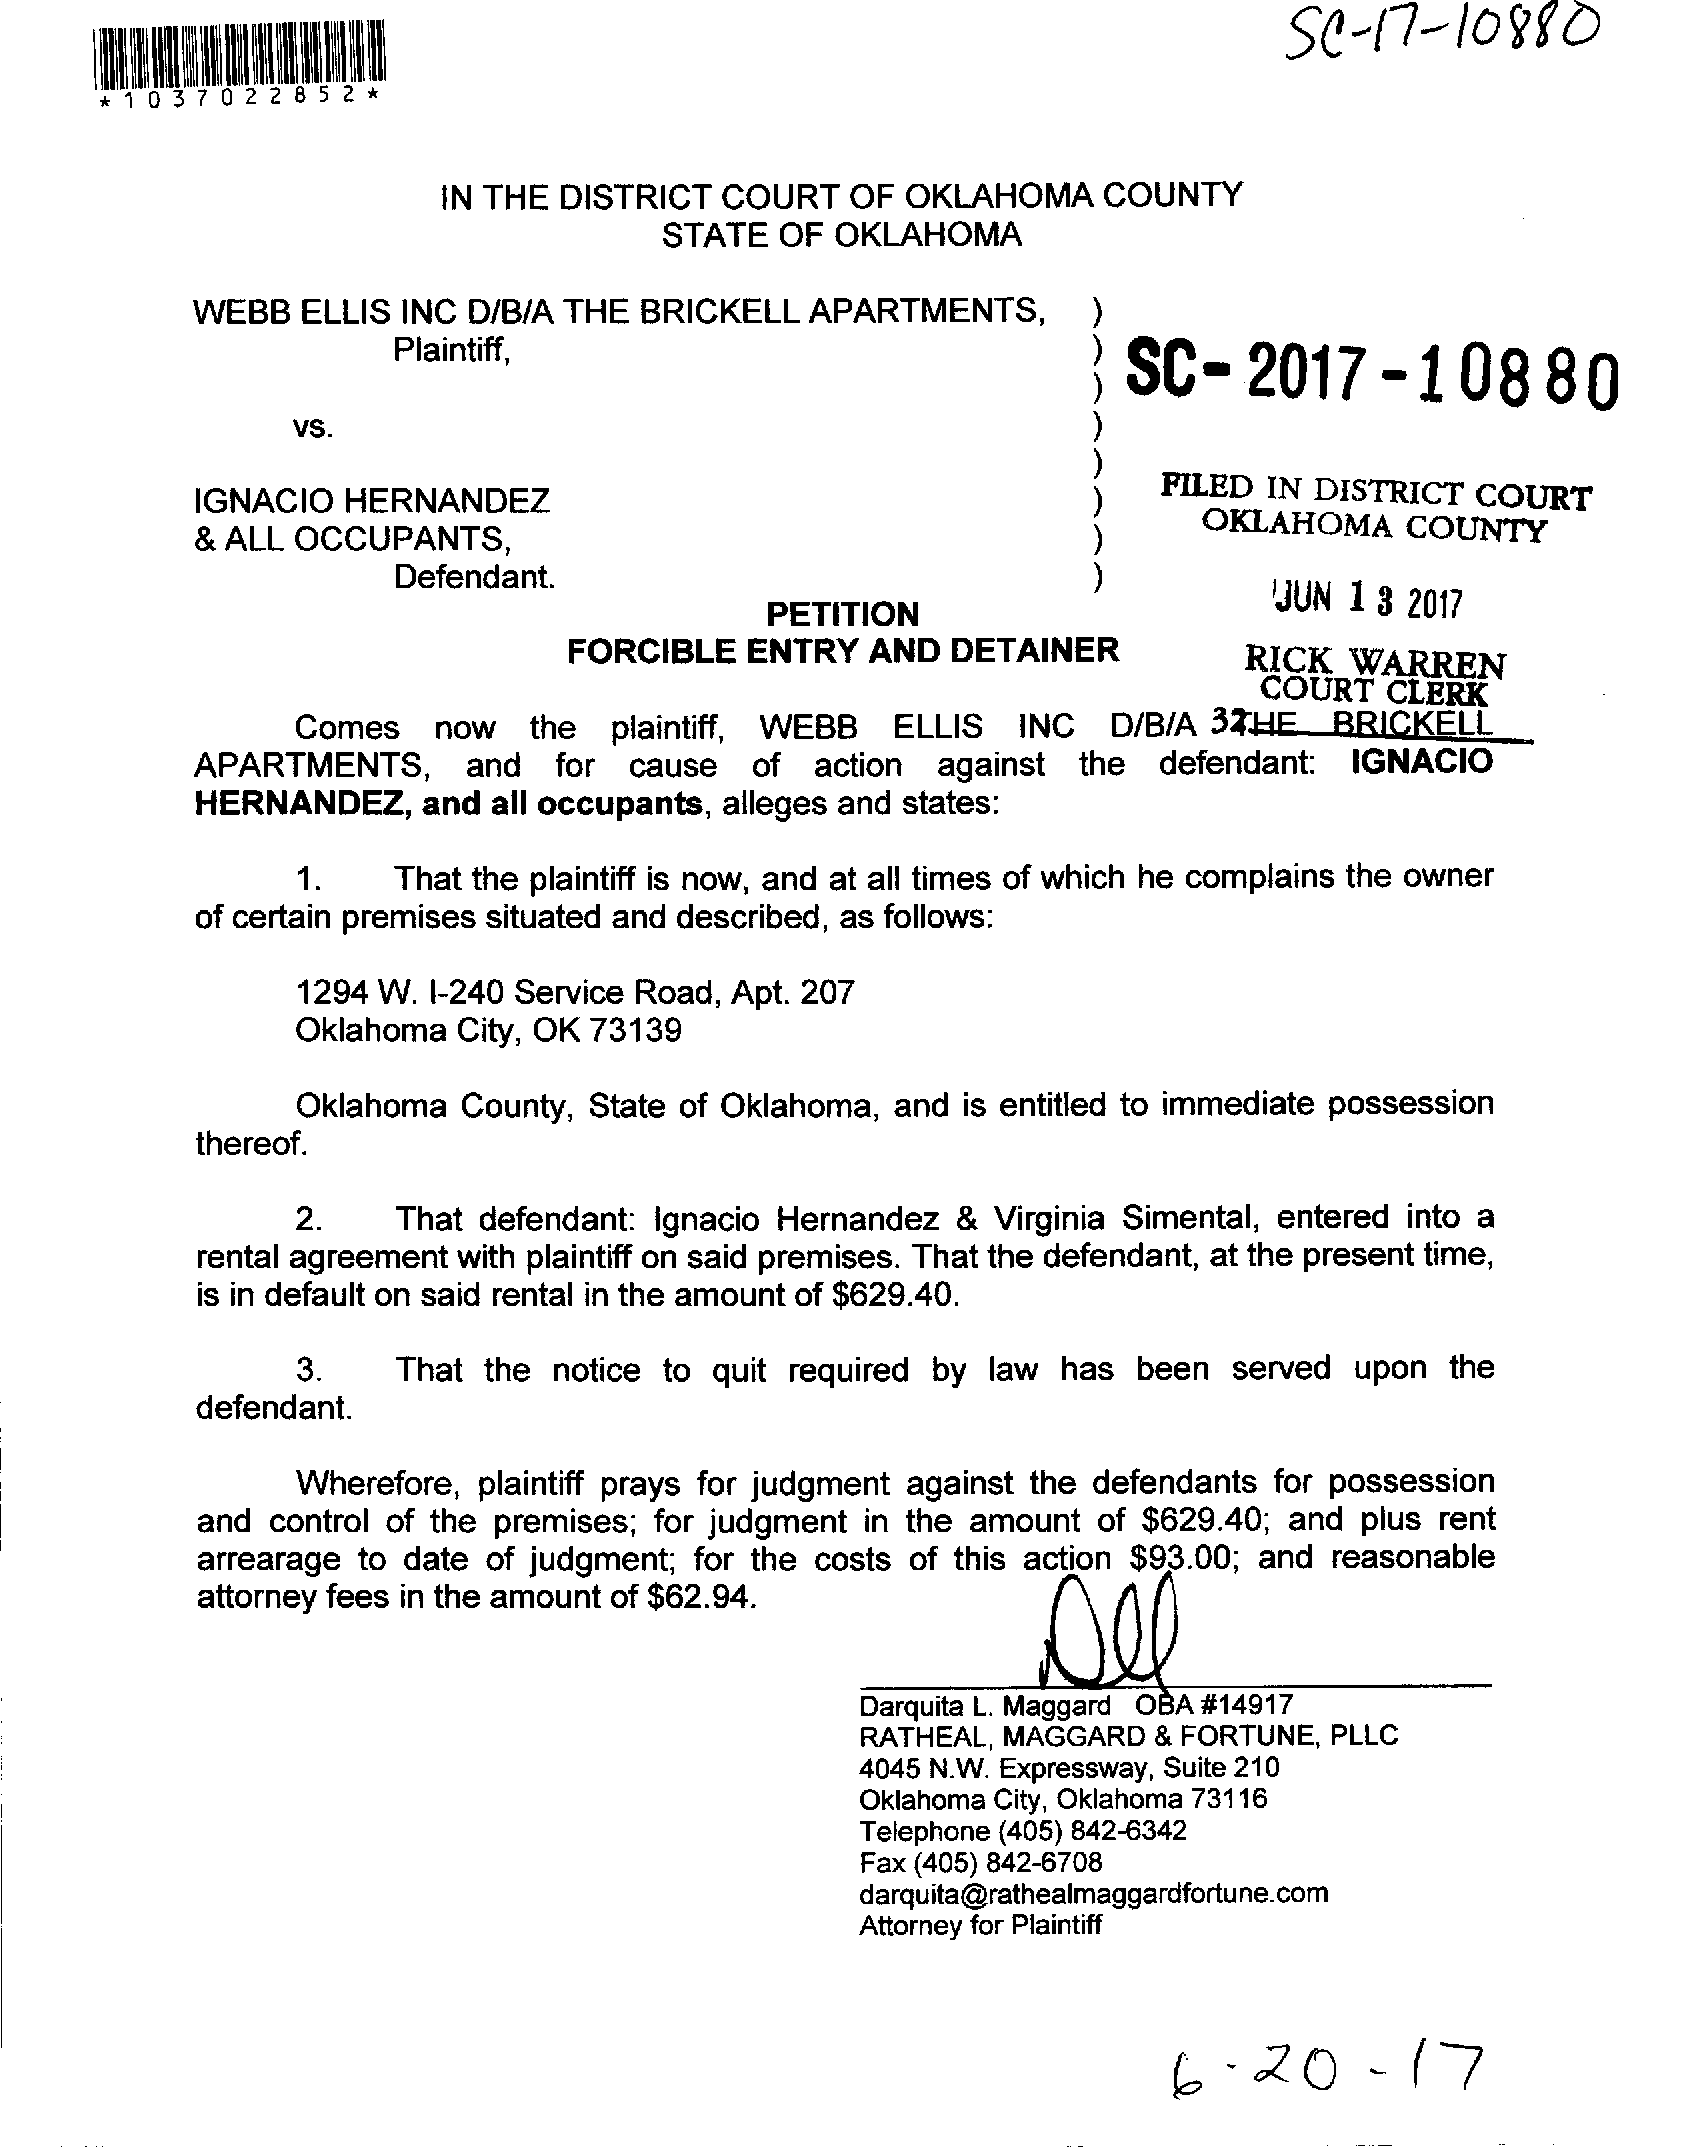 SC-17-10880
*1037022852*
IN THE DISTRICT COURT OF OKLAHOMA COUNTY
STATE OF OKLAHOMA
WEBB ELLIS INC D/B/A THE BRICKELL APARTMENTS, )
Plaintiff, )
)
SC-2017-10880
vs. )
)
IGNACIO HERNANDEZ )
& ALL OCCUPANTS, )
Defendant. )
FILED IN DISTRICT COURT
OKLAHOMA COUNTY
JUN 13 2017
RICK WARREN
COURT CLERK
32
PETITION
FORCIBLE ENTRY AND DETAINER
Comes now the plaintiff, WEBB ELLIS INC D/B/A THE BRICKELL
APARTMENTS, and for cause of action against the defendant: IGNACIO
HERNANDEZ, and all occupants, alleges and states:
1. That the plaintiff is now, and at all times of which he complains the owner
of certain premises situated and described, as follows:
1294 W. I-240 Service Road, Apt. 207
Oklahoma City, OK 73139
Oklahoma County, State of Oklahoma, and is entitled to immediate possession
thereof.
2. That defendant: Ignacio Hernandez & Virginia Simental, entered into a
rental agreement with plaintiff on said premises. That the defendant, at the present time,
is in default on said rental in the amount of $629.40.
3. That the notice to quit required by law has been served upon the
defendant.
Wherefore, plaintiff prays for judgment against the defendants for possession
and control of the premises; for judgment in the amount of $629.40; and plus rent
arrearage to date of judgment; for the costs of this action $93.00; and reasonable
attorney fees in the amount of $62.94.
Darquita L. Maggard OBA #14917
RATHEAL, MAGGARD & FORTUNE, PLLC
4045 N.W. Expressway, Suite 210
Oklahoma City, Oklahoma 73116
Telephone (405) 842-6342
Fax (405) 842-6708
darquita@rathealmaggardfortune.com
Attorney for Plaintiff
6-20-17